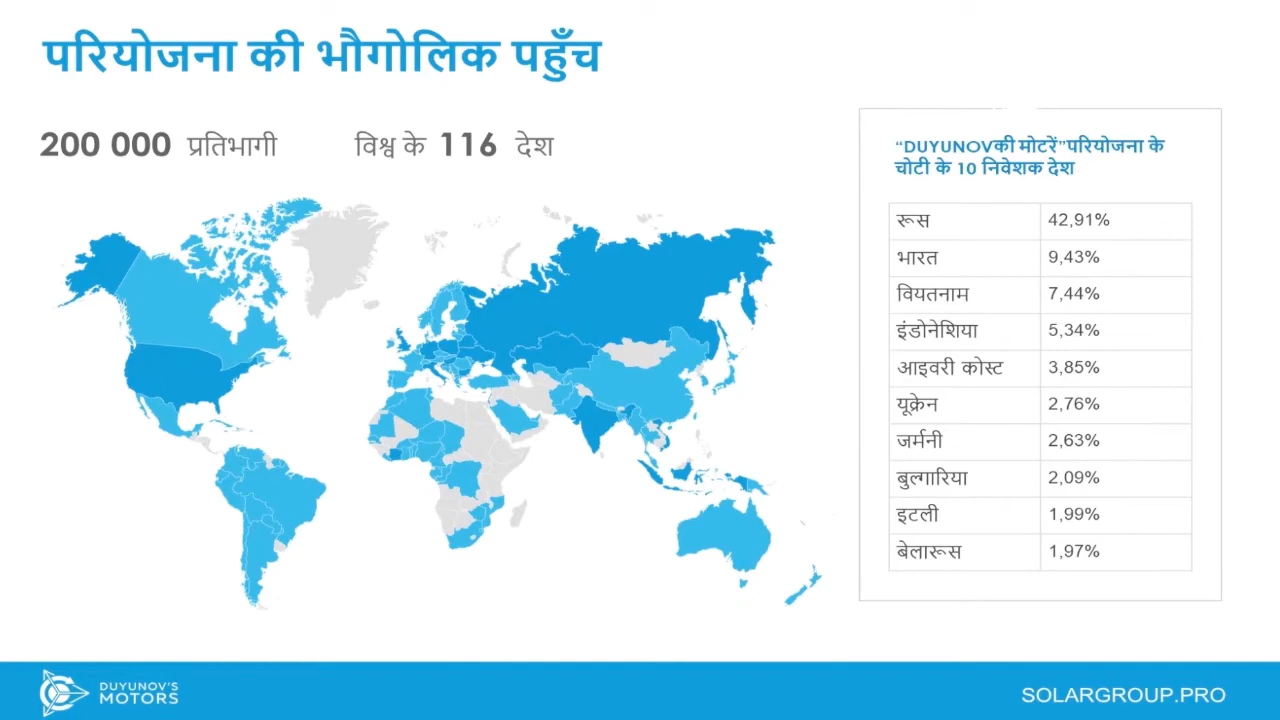 परियोजना की भौगोलिक पहुँच
200 000 प्रतिभागी विश्व के 116 देश
“DUYUNOVकी मोटरें”परियोजना के
चोटी के 10 निवेशक देश
रूस 42,91%
भारत 9,43%
वियतनाम 7,44%
इंडोनेशिया 5,34%
आइवरी कोस्ट 3,85%
यूक्रेन 2,76%
जर्मनी 2,63%
बुल्गारिया 2,09%
इटली 1,99%
बेलारूस 1,97%
DUYUNOV'S
MOTORS
SOLARGROUP.PRO